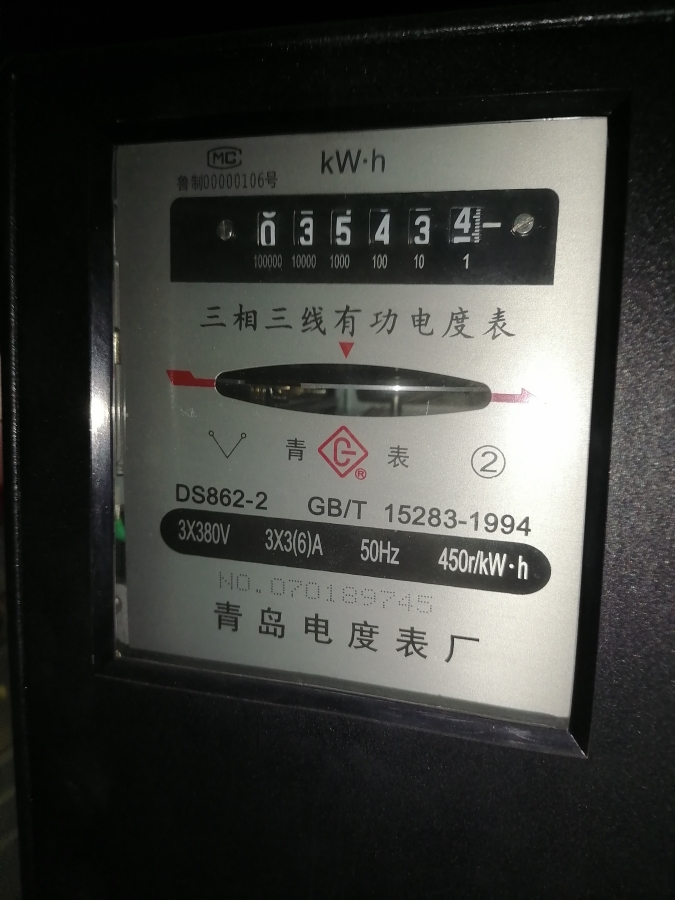 MC
kW·h
鲁制00000106号
0 3 5 4 3 4
100000 10000 1000 100 10 1
三相三线有功电度表
青 G® 表 ②
DS862-2 GB/T 15283-1994
3X380V 3X3(6)A 50Hz 450r/kW·h
NO.070189745
青岛电度表厂